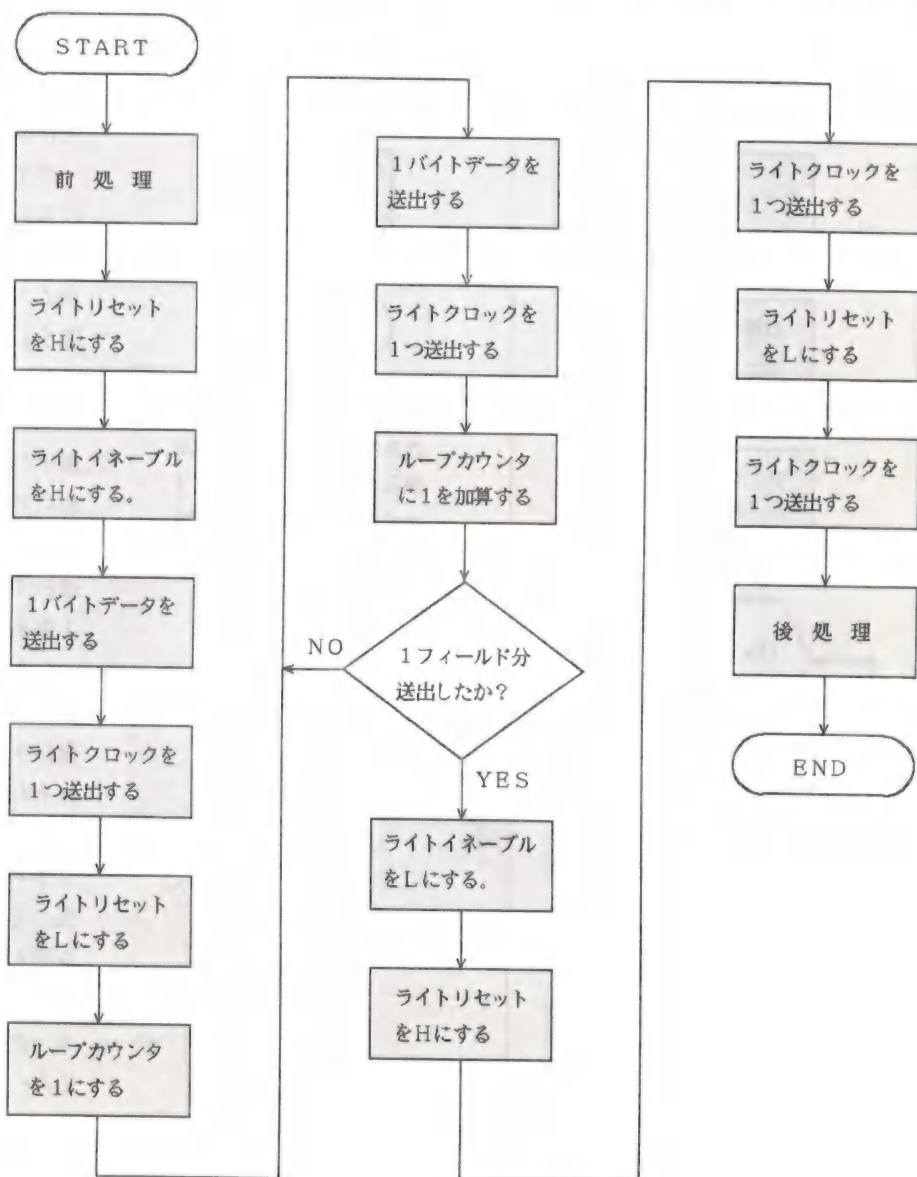 START
前処理
ライトリセット
をHにする
ライトイネーブル
をHにする。
1バイトデータを
送出する
ライトクロックを
1つ送出する
ライトリセット
をLにする
ループカウンタ
を1にする
1バイトデータを
送出する
ライトクロックを
1つ送出する
ループカウンタ
に1を加算する
1フィールド分
送出したか?
NO
YES
ライトイネーブル
をLにする。
ライトリセット
をHにする
ライトクロックを
1つ送出する
ライトリセット
をLにする
ライトクロックを
1つ送出する
後処理
END